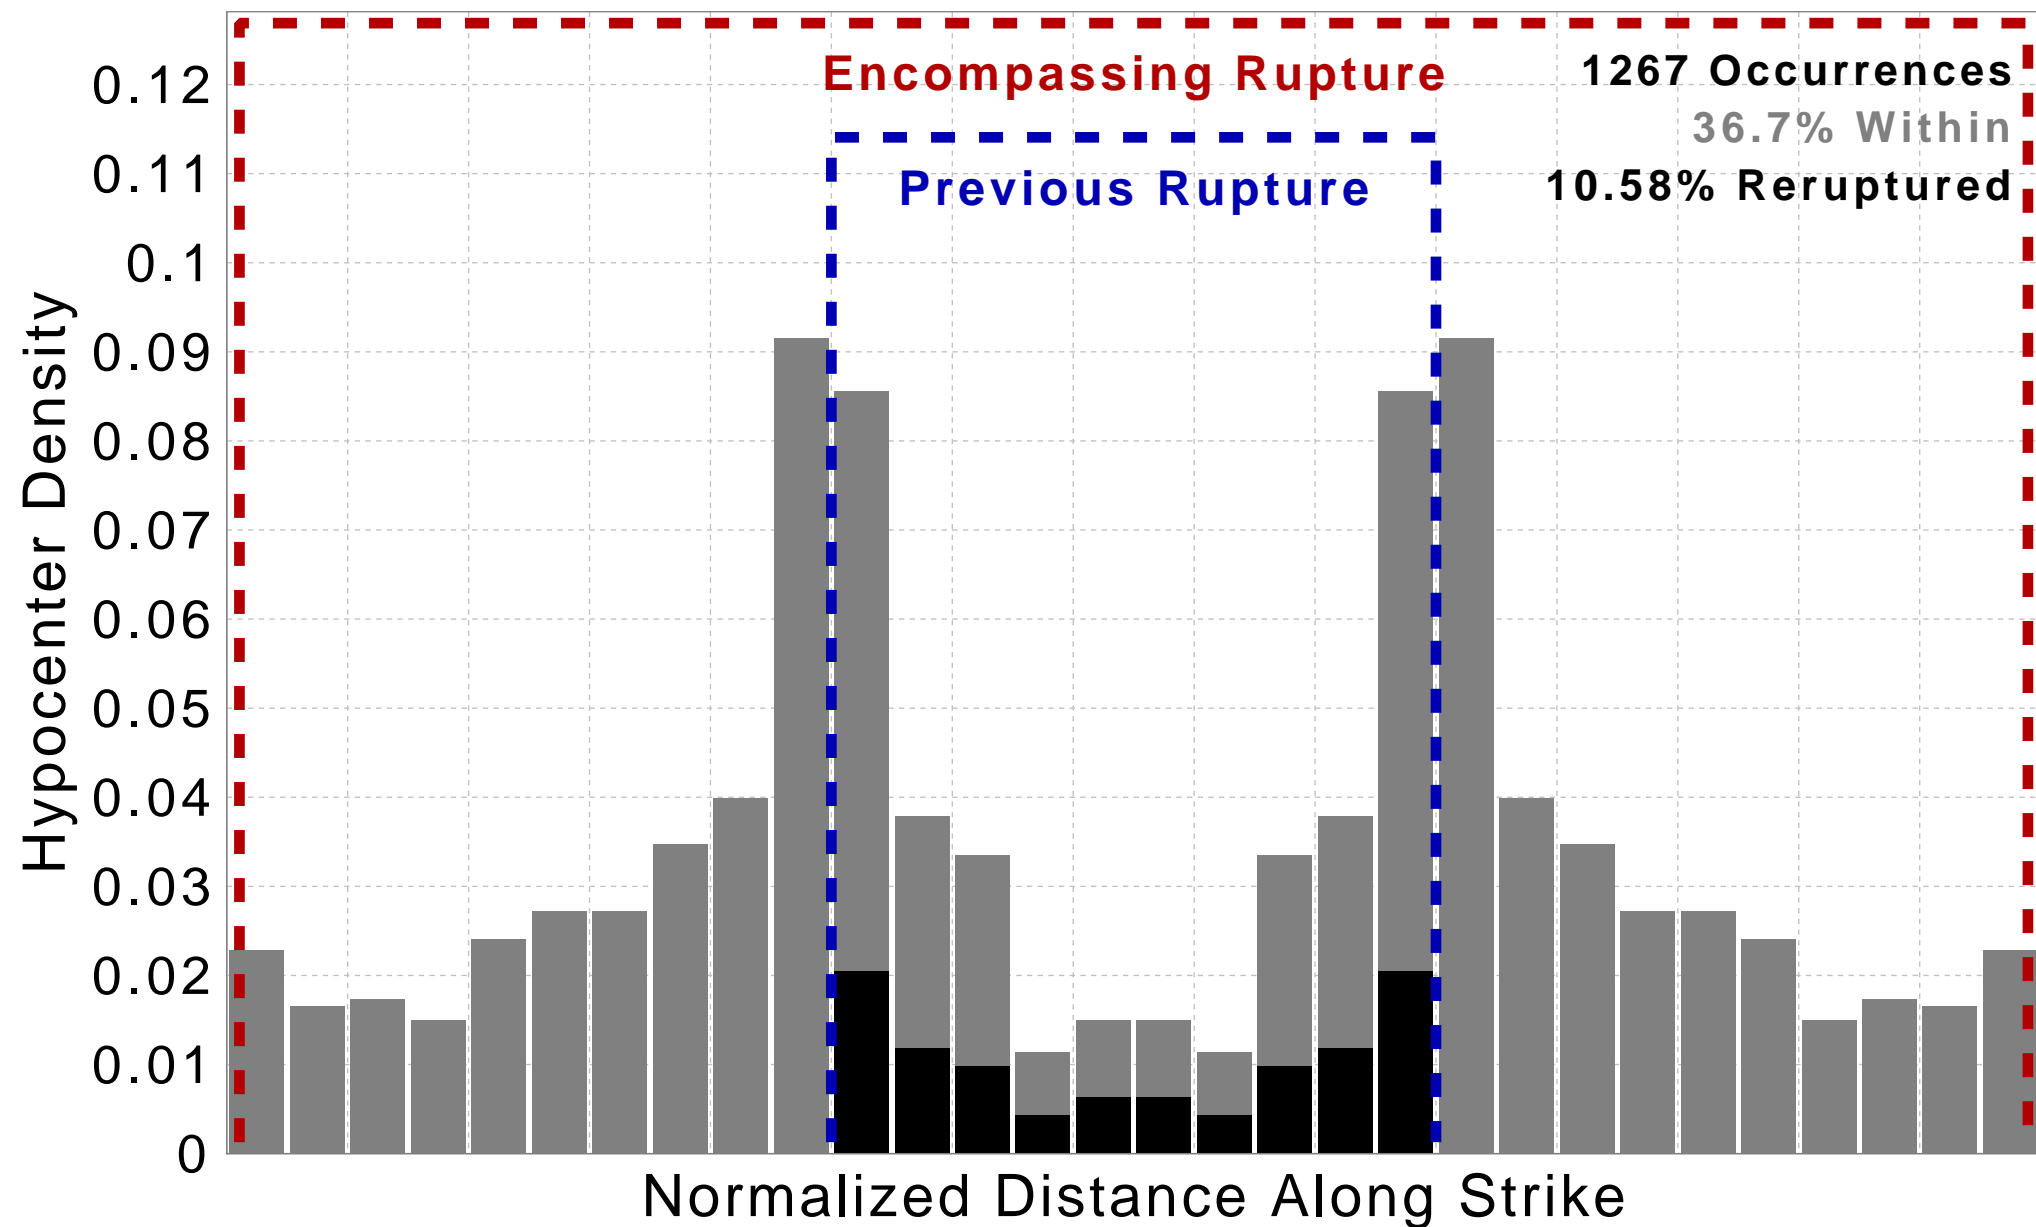 Encompassing Rupture
1267 Occurrences
36.7% Within
Previous Rupture
10.58% Reruptured
Hypocenter Density
0.12
0.11
0.1
0.09
0.08
0.07
0.06
0.05
0.04
0.03
0.02
0.01
0
Normalized Distance Along Strike